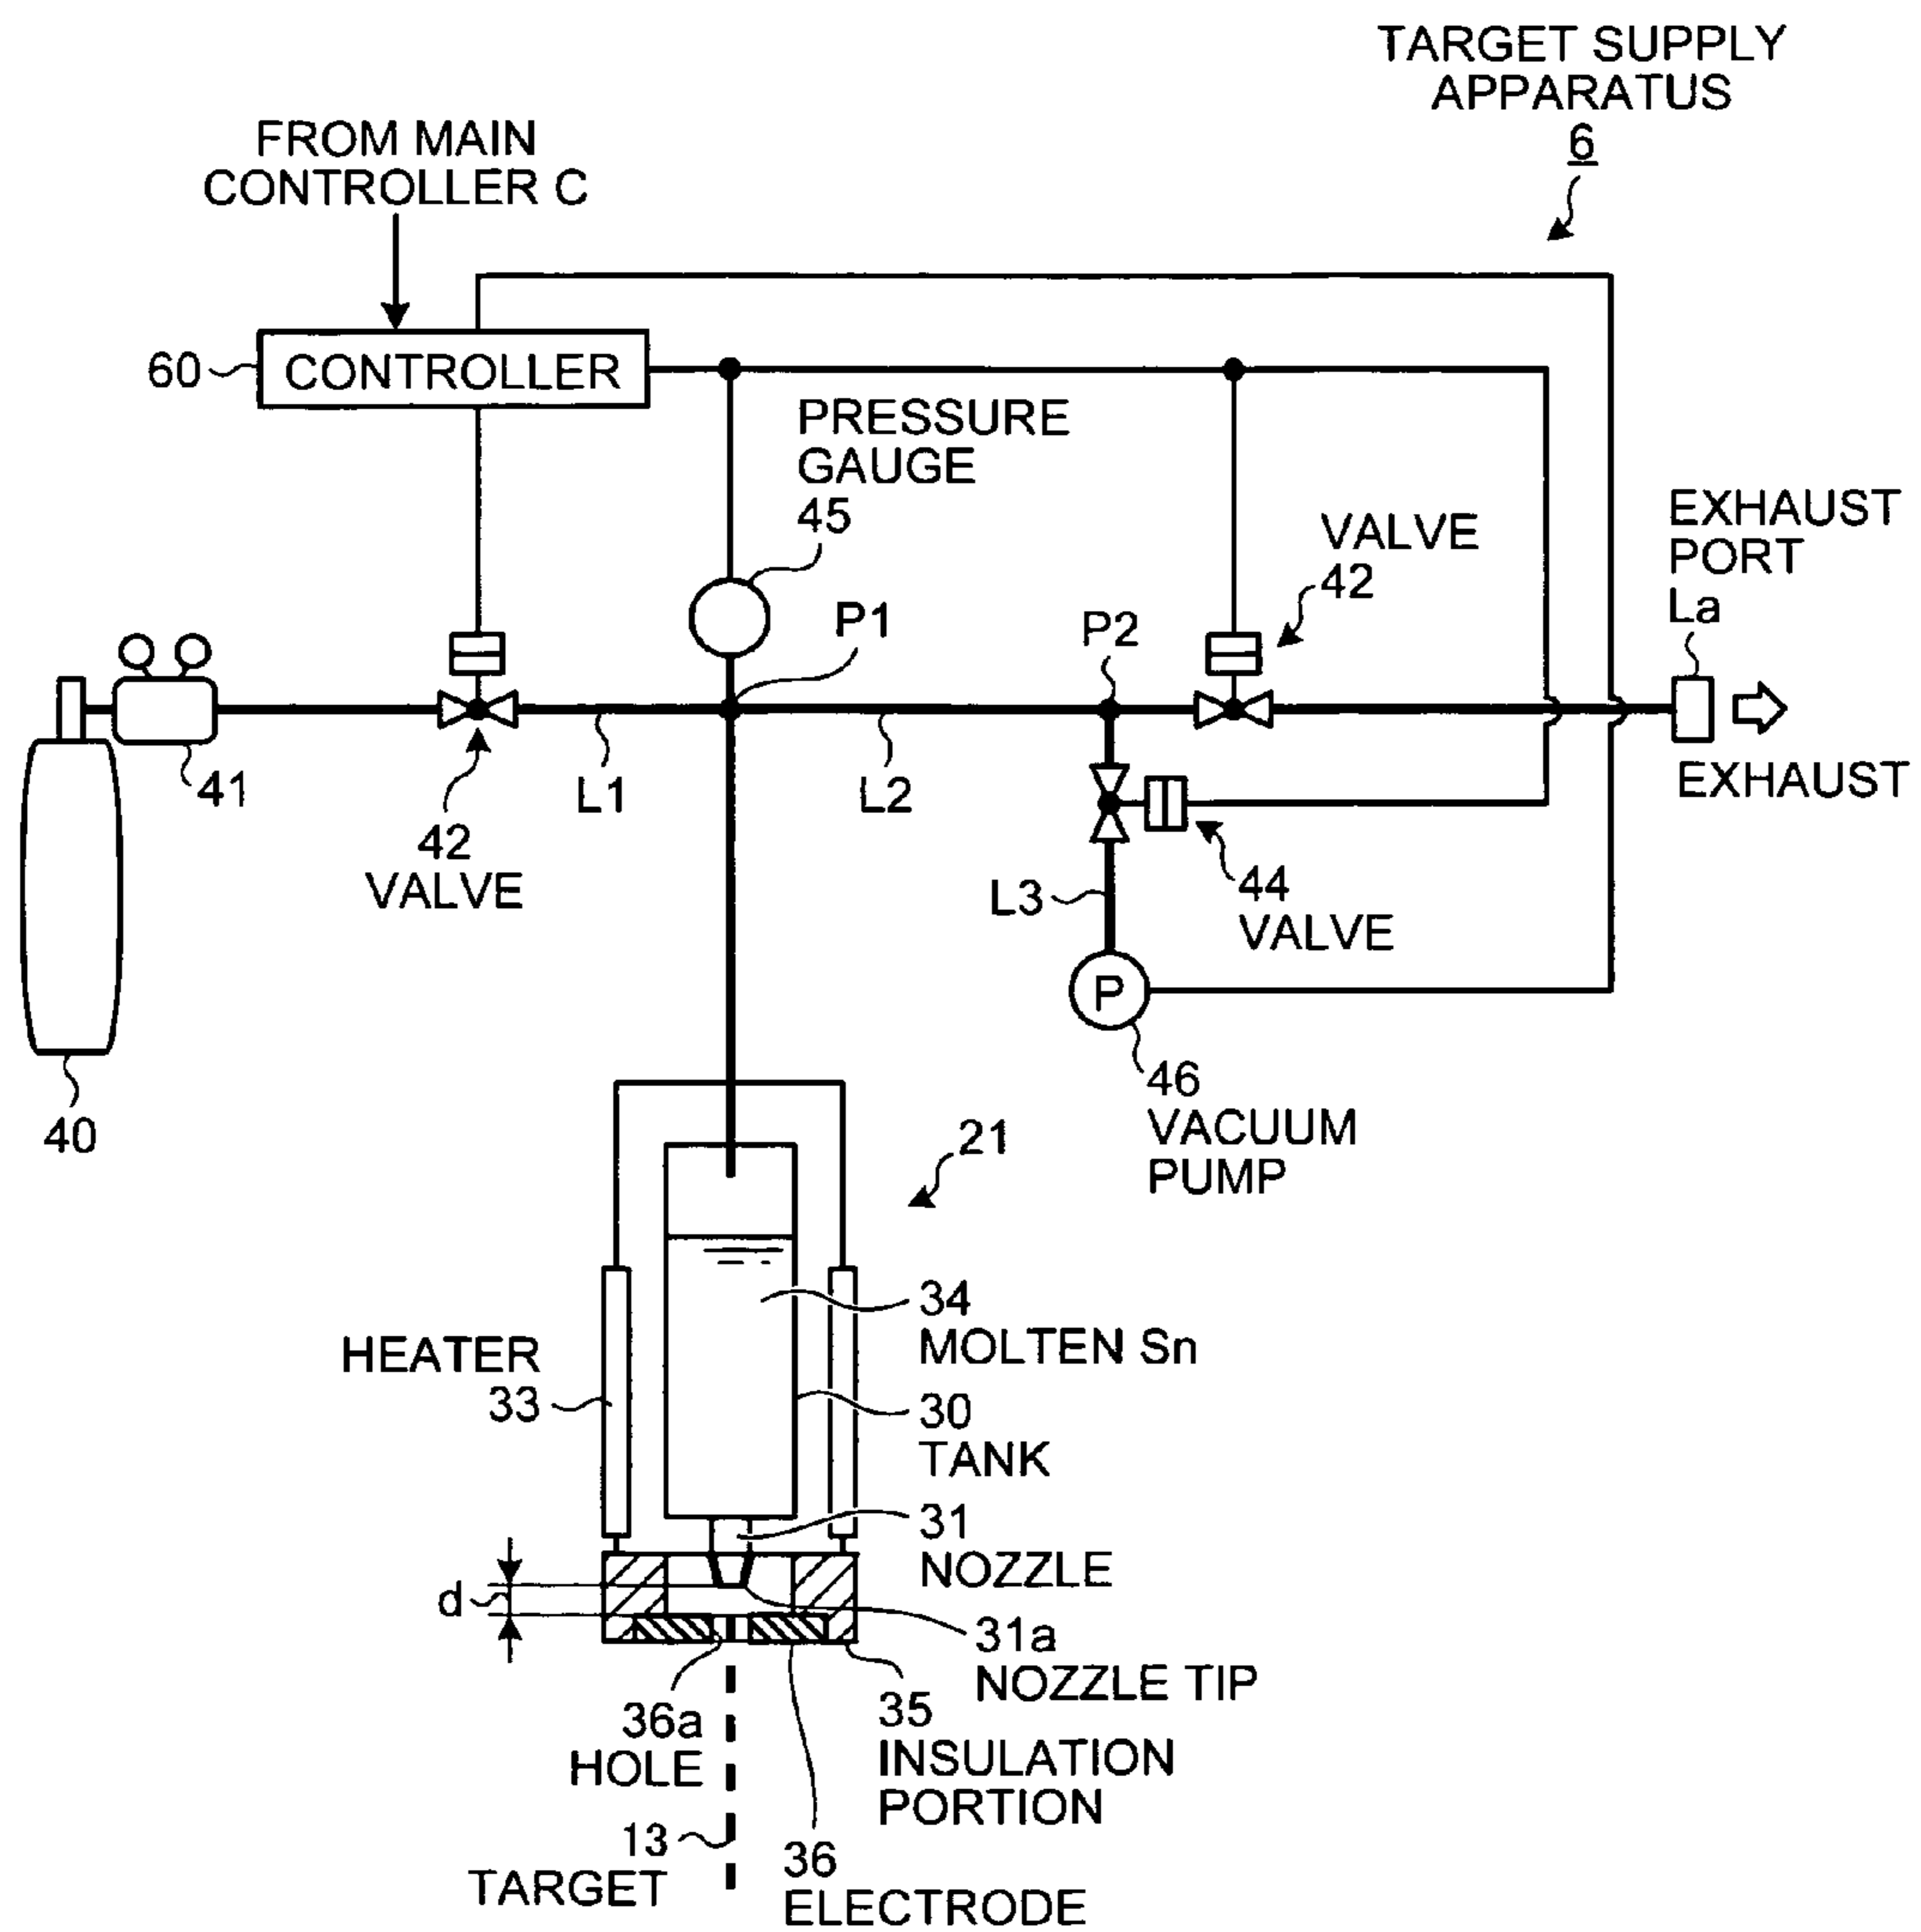 TARGET SUPPLY
APPARATUS
6
FROM MAIN
CONTROLLER C
60
CONTROLLER
PRESSURE
GAUGE
45
VALVE
42
EXHAUST
PORT
La
P1
P2
41
L1
L2
EXHAUST
42
VALVE
44
VALVE
L3
P
40
46
VACUUM
PUMP
21
34
MOLTEN Sn
HEATER
33
30
TANK
31
NOZZLE
d
31a
NOZZLE TIP
36a
HOLE
35
INSULATION
PORTION
13
TARGET
36
ELECTRODE